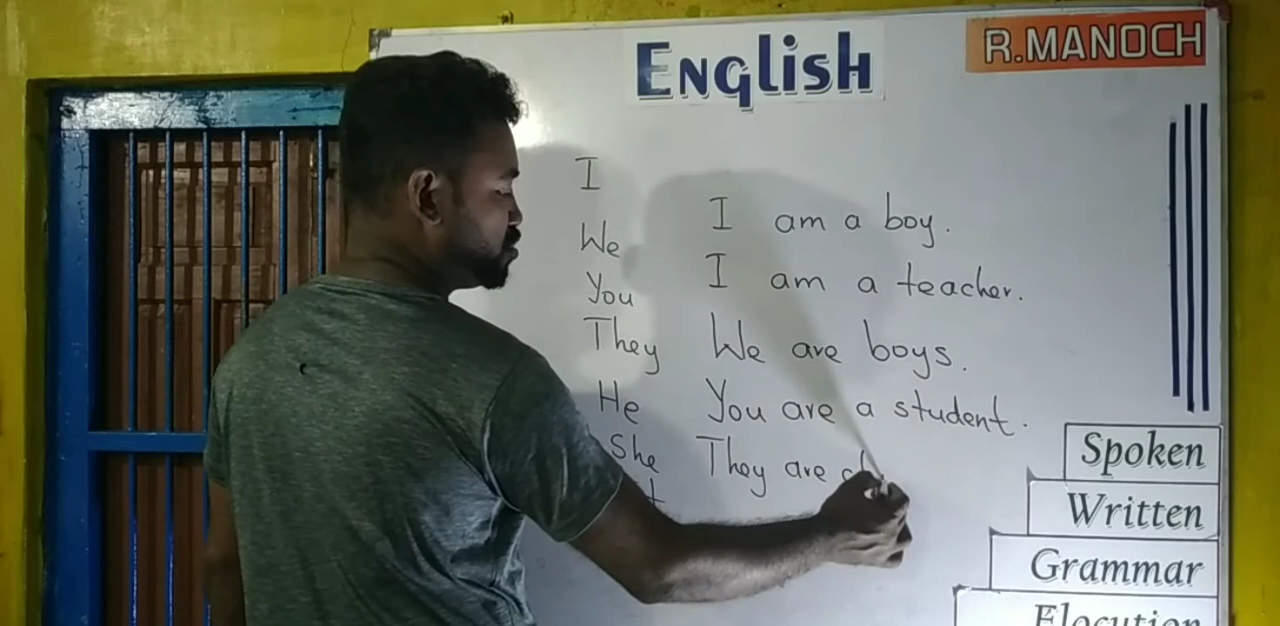 English
R.MANOCH
I
We
You
They
He
She
I am a boy.
I am a teacher.
We are boys.
You are a student.
They are
Spoken
Written
Grammar
Elocution